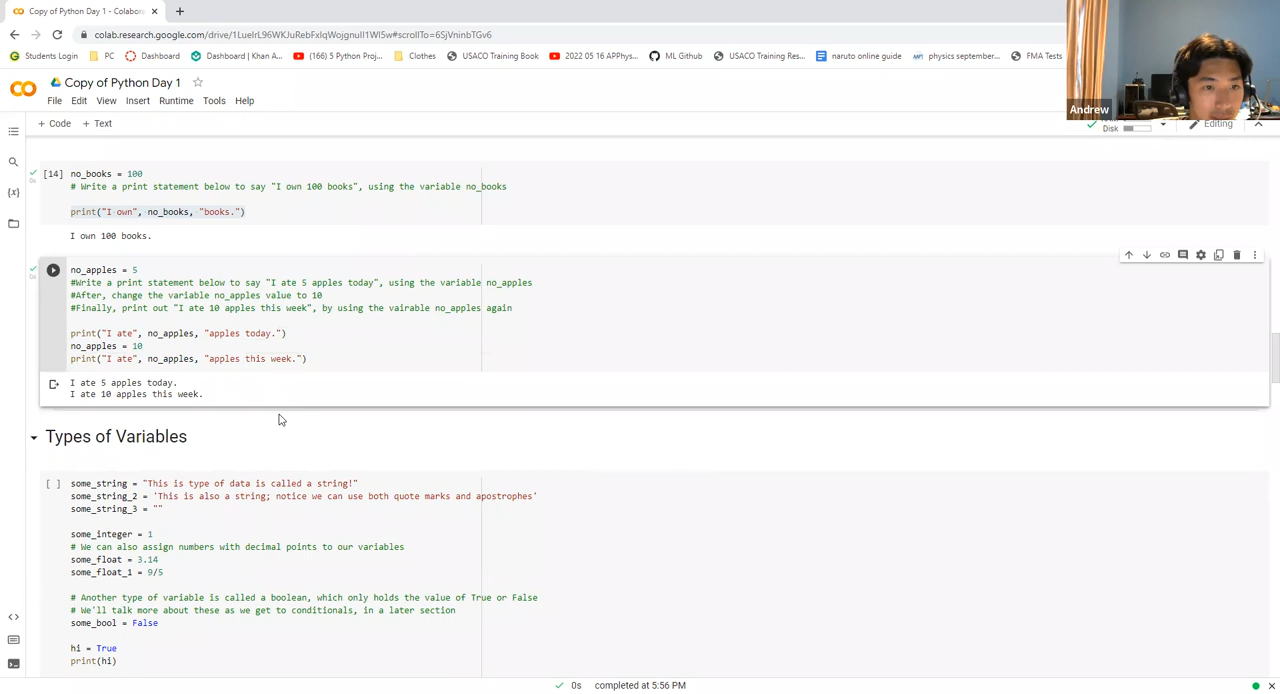 Copy of Python Day 1 - Colabora
colab.research.google.com/drive/1LuelrL96WKJuRebFxlqWojgnulI1Wl5w#scrollTo=6SjVninbTGv6
Students Login PC Dashboard Dashboard | Khan A... (166) 5 Python Proj... Clothes USACO Training Book 2022 05 16 APPhys... ML Github USACO Training Res... naruto online guide physics september... FMA Tests
Copy of Python Day 1
File Edit View Insert Runtime Tools Help
Andrew
+ Code + Text
Disk
Editing
[14] no_books = 100
# Write a print statement below to say "I own 100 books", using the variable no_books
print("I own", no_books, "books.")
I own 100 books.
no_apples = 5
#Write a print statement below to say "I ate 5 apples today", using the variable no_apples
#After, change the variable no_apples value to 10
#Finally, print out "I ate 10 apples this week", by using the vairable no_apples again
print("I ate", no_apples, "apples today.")
no_apples = 10
print("I ate", no_apples, "apples this week.")
I ate 5 apples today.
I ate 10 apples this week.
Types of Variables
[ ] some_string = "This is type of data is called a string!"
some_string_2 = 'This is also a string; notice we can use both quote marks and apostrophes'
some_string_3 = ""
some_integer = 1
# We can also assign numbers with decimal points to our variables
some_float = 3.14
some_float_1 = 9/5
# Another type of variable is called a boolean, which only holds the value of True or False
# We'll talk more about these as we get to conditionals, in a later section
some_bool = False
hi = True
print(hi)
0s completed at 5:56 PM